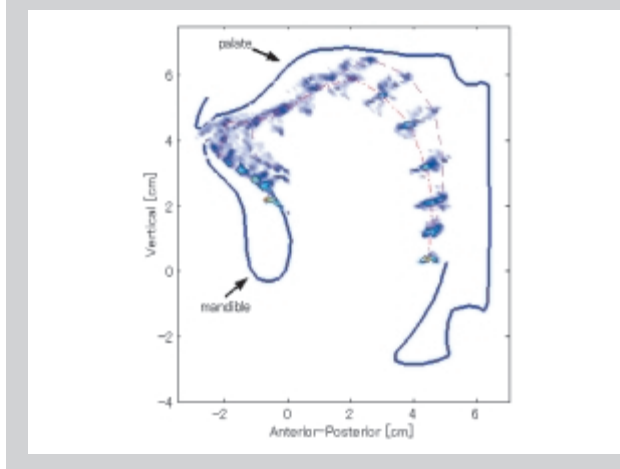 palate
6
4
2
0
-2
-4
Vertical [cm]
mandible
-2 0 2 4 6
Anterior-Posterior [cm]